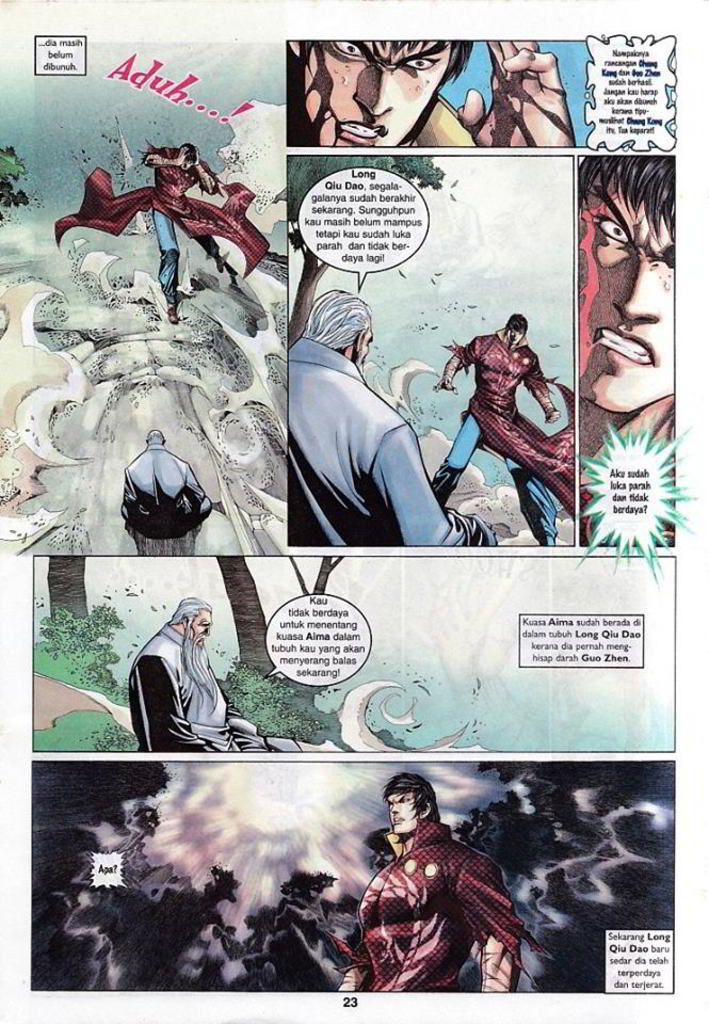 ...dia masih
belum
dibunuh.
Aduh....!
Nampaknya
rancangan Chung
Kong dan Guo Zhen
sudah berhasil.
Jangan kau harap
aku akan dibunuh
kerana tipu-
muslihat Chung Kong
itu, Tua keparat!
Long
Qiu Dao, segala-
galanya sudah berakhir
sekarang. Sungguhpun
kau masih belum mampus
tetapi kau sudah luka
parah dan tidak ber-
daya lagi!
Aku sudah
luka parah
dan tidak
berdaya?
Kau
tidak berdaya
untuk menentang
kuasa Aima dalam
tubuh kau yang akan
menyerang balas
sekarang!
Kuasa Aima sudah berada di
dalam tubuh Long Qiu Dao
kerana dia pernah meng-
hisap darah Guo Zhen.
Apa?
Sekarang Long
Qiu Dao baru
sedar dia telah
terperdaya
dan terjerat.
23